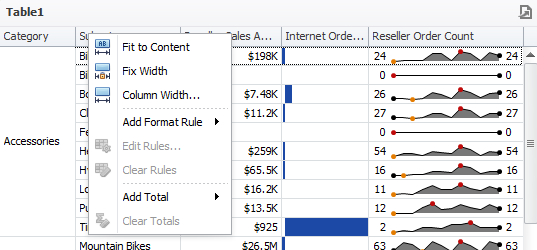 Table1
Category Sales A... Internet Orde... Reseller Order Count
Fit to Content
Fix Width
Column Width...
Add Format Rule
Edit Rules...
Clear Rules
Add Total
Clear Totals
Accessories
Bi $198K 24 24
0 0
Bo $7.48K 26 26
Cl $11.2K 27 27
Fe 0 0
He $259K 54 54
Hy $65.5K 16 16
Lo $16.2K 11 11
Pu $13.5K 12 12
Ti $925 2 2
Mountain Bikes $26.5M 63 63